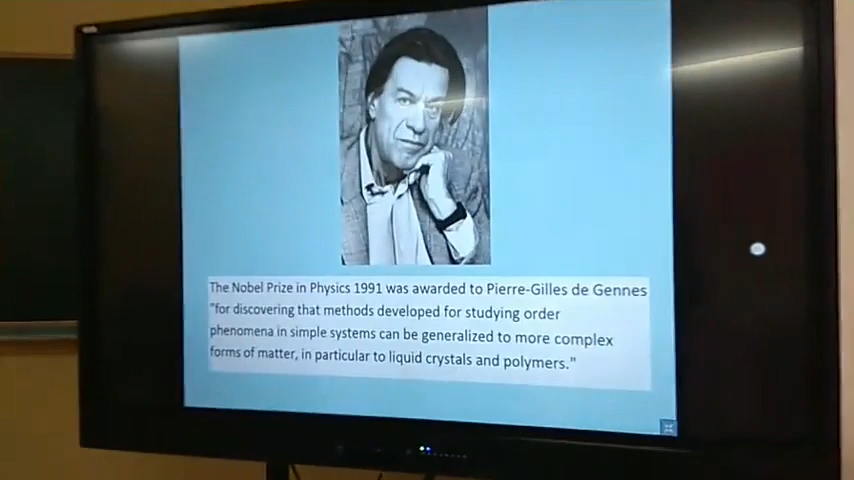 The Nobel Prize in Physics 1991 was awarded to Pierre-Gilles de Gennes
"for discovering that methods developed for studying order
phenomena in simple systems can be generalized to more complex
forms of matter, in particular to liquid crystals and polymers."